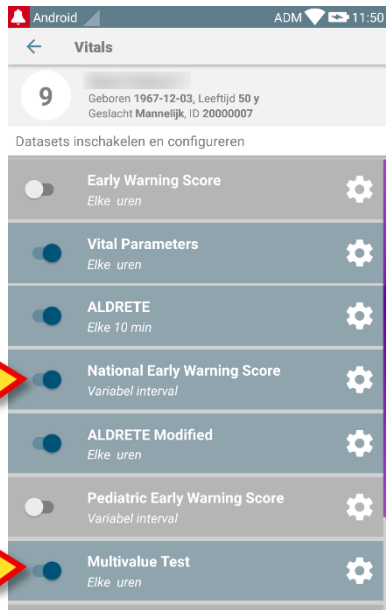 Android ADM 11:50
Vitals
9
Geboren 1967-12-03, Leeftijd 50 y
Geslacht Mannelijk, ID 20000007
Datasets inschakelen en configureren
Early Warning Score
Elke uren
Vital Parameters
Elke uren
ALDRETE
Elke 10 min
National Early Warning Score
Variabel interval
ALDRETE Modified
Elke uren
Pediatric Early Warning Score
Variabel interval
Multivalue Test
Elke uren